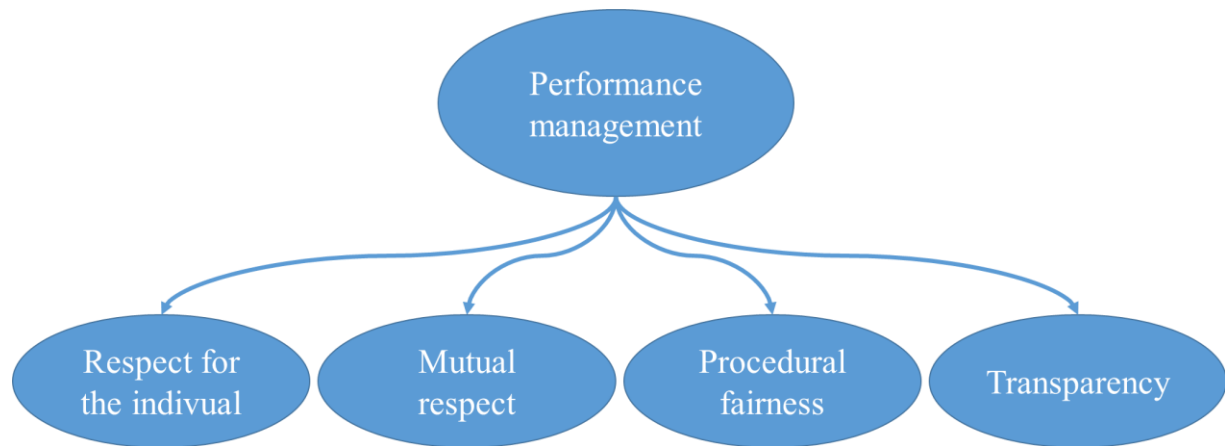 Performance
management
Respect for
the indivual
Mutual
respect
Procedural
fairness
Transparency